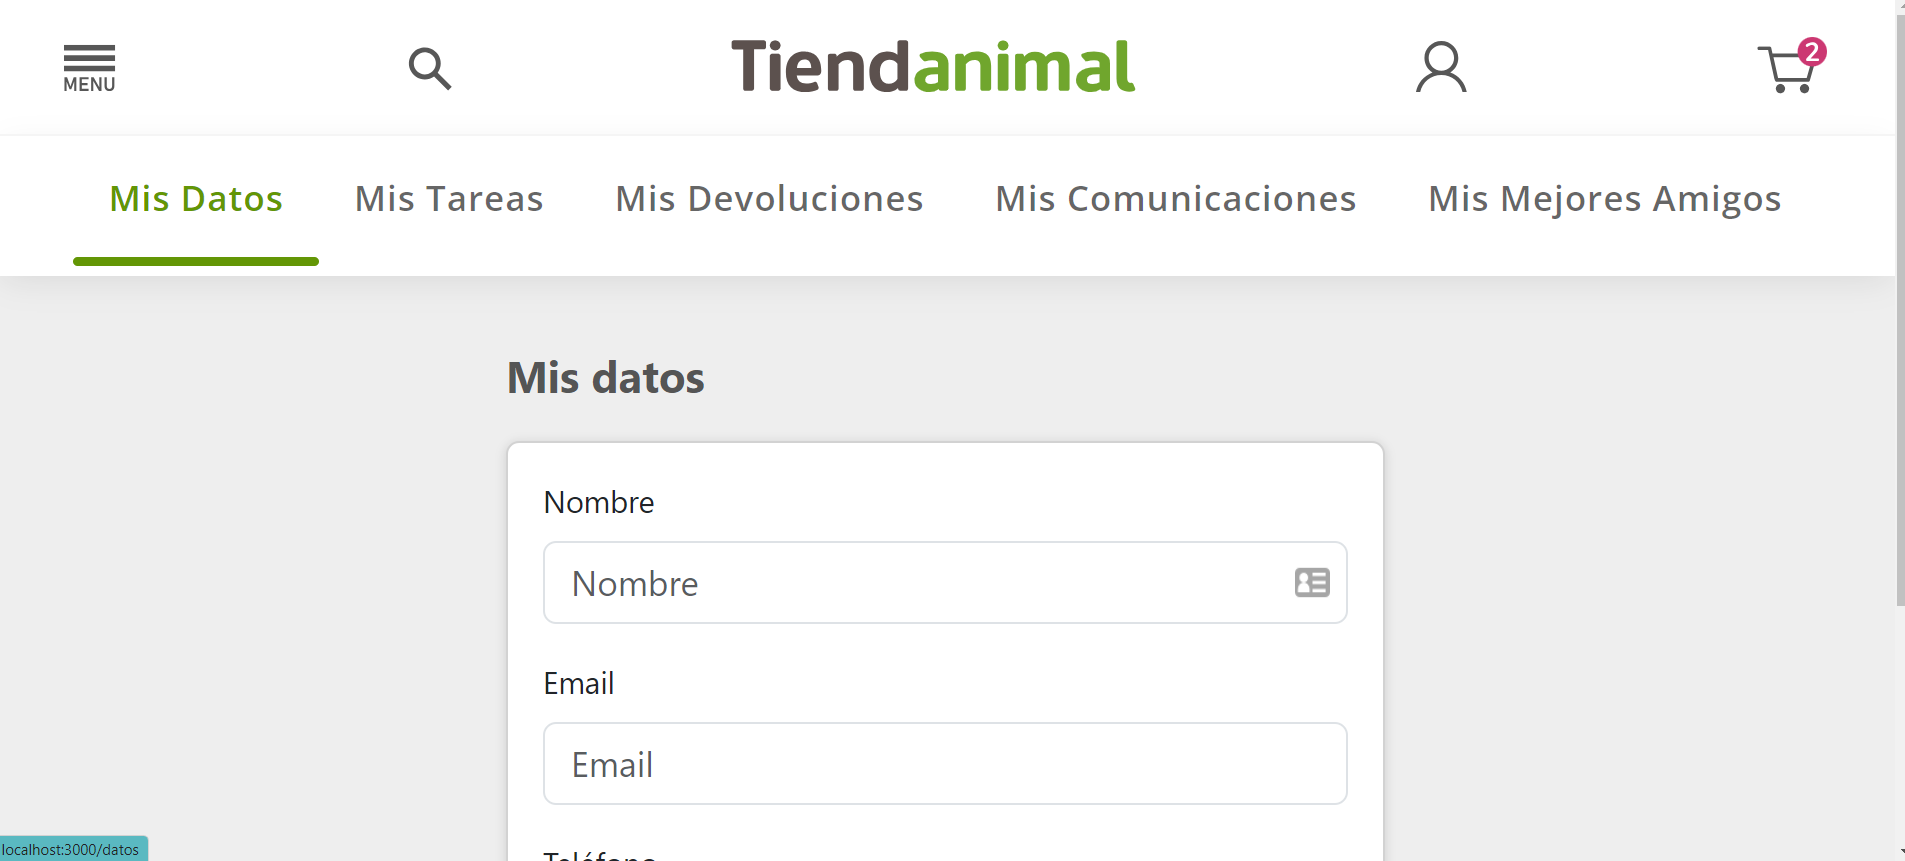 MENU
Tiendanimal
2
Mis Datos Mis Tareas Mis Devoluciones Mis Comunicaciones Mis Mejores Amigos
Mis datos
Nombre
Nombre
Email
Email
Teléfono
localhost:3000/datos